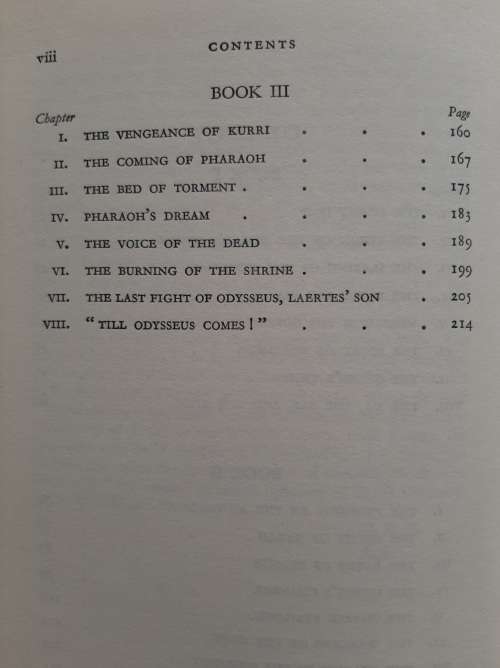 viii
CONTENTS
BOOK III
Chapter Page
I. THE VENGEANCE OF KURRI . . . 160
II. THE COMING OF PHARAOH . . . 167
III. THE BED OF TORMENT . . . . 175
IV. PHARAOH'S DREAM . . . . 183
V. THE VOICE OF THE DEAD . . . 189
VI. THE BURNING OF THE SHRINE . . . 199
VII. THE LAST FIGHT OF ODYSSEUS, LAERTES' SON . 205
VIII. “TILL ODYSSEUS COMES!” . . . 214